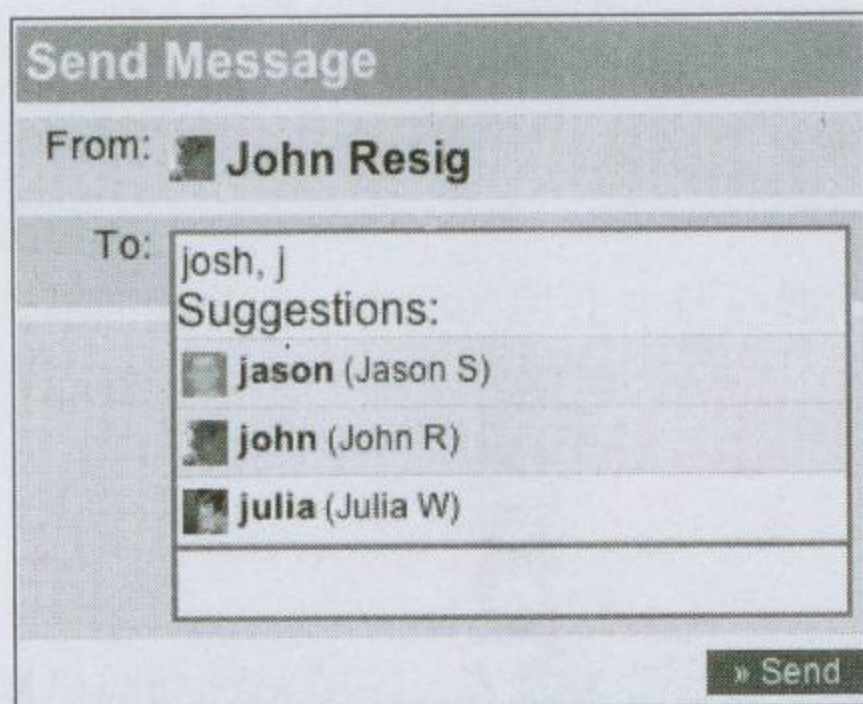 Send Message
From: John Resig
To: josh, j
Suggestions:
jason (Jason S)
john (John R)
julia (Julia W)
» Send